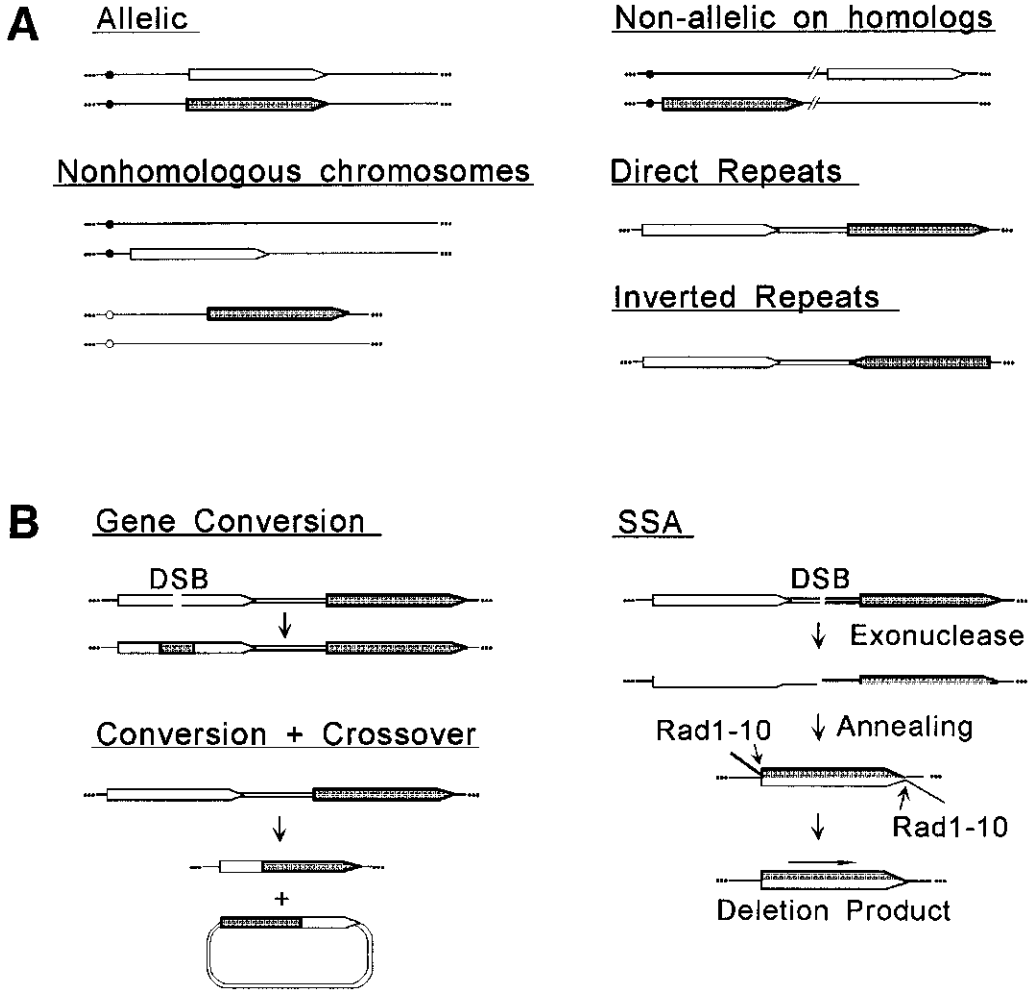 A
Allelic
Non-allelic on homologs
Nonhomologous chromosomes
Direct Repeats
Inverted Repeats
B
Gene Conversion
DSB
Conversion + Crossover
+
SSA
DSB
Exonuclease
Annealing
Rad1-10
Rad1-10
Deletion Product